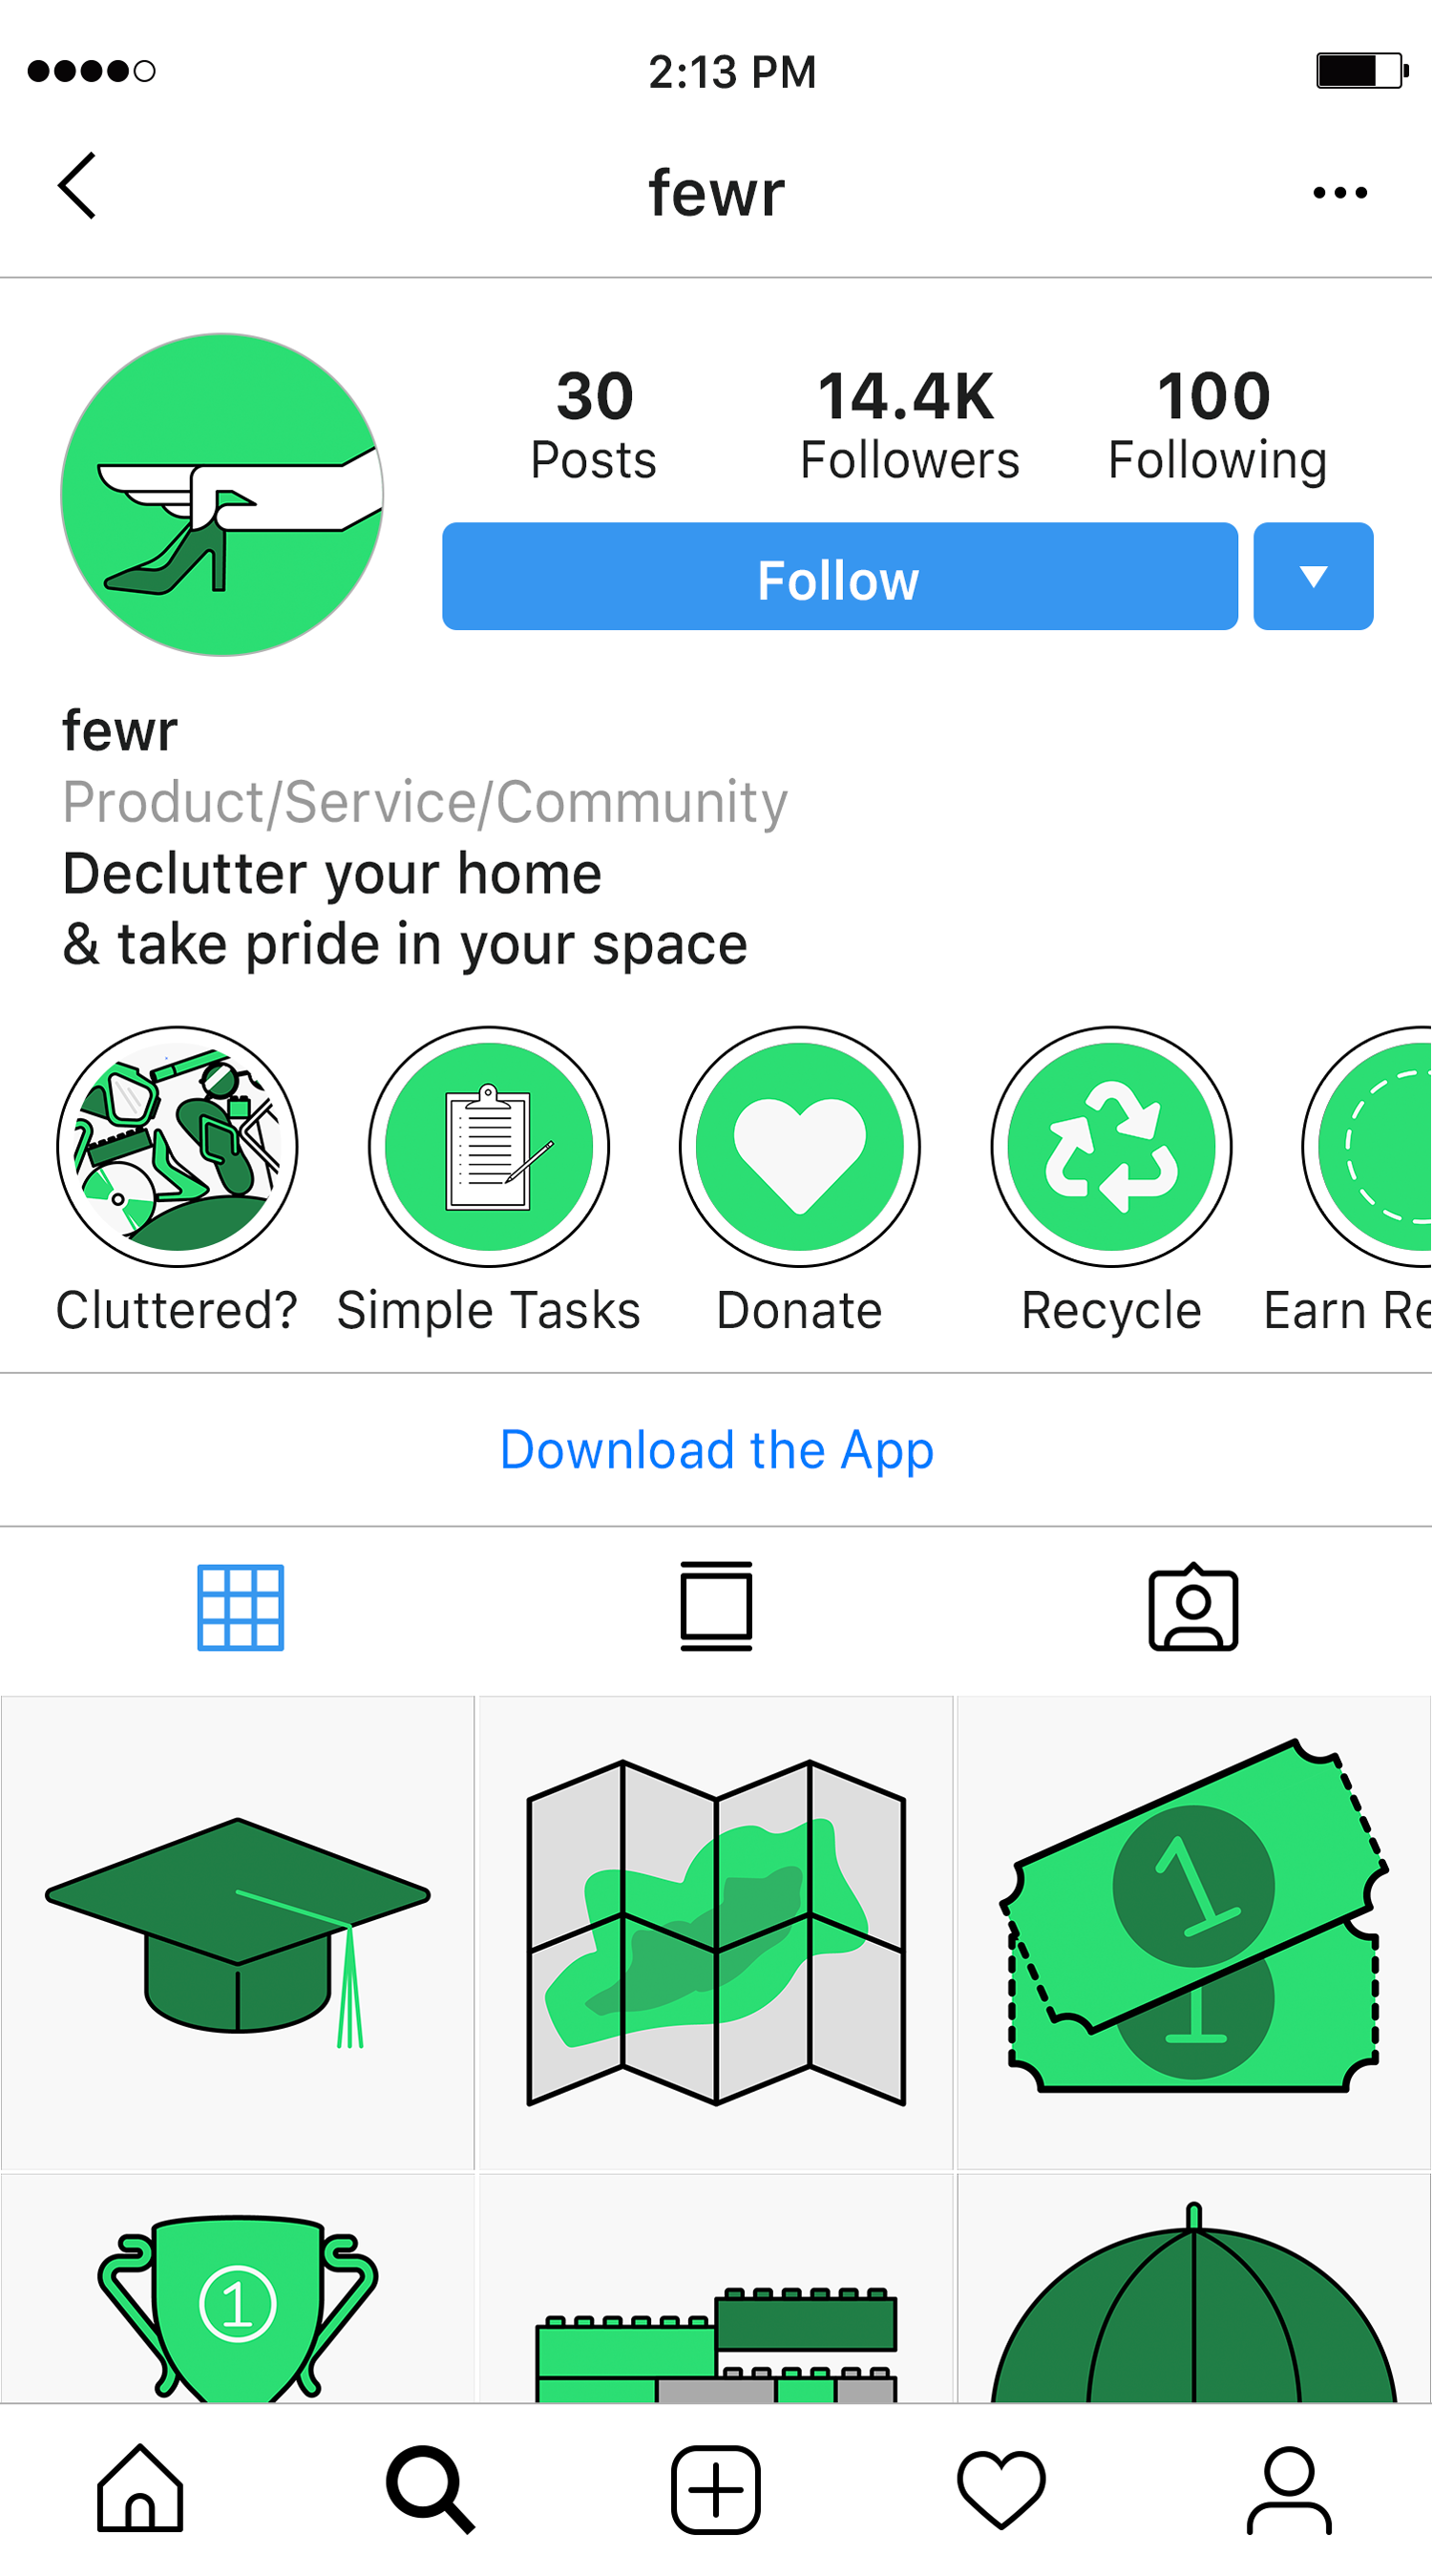 2:13 PM
fewr
30 14.4K 100
Posts Followers Following
Follow
fewr
Product/Service/Community
Declutter your home
& take pride in your space
Cluttered? Simple Tasks Donate Recycle Earn Re
Download the App
1
1
1